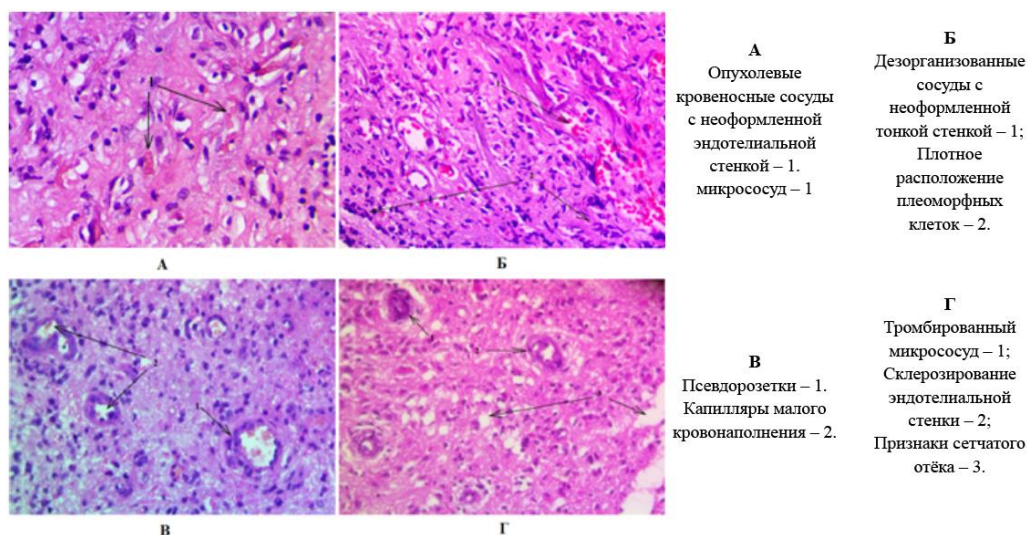 А
Опухолевые
кровеносные сосуды
с неоформленной
эндотелиальной
стенкой – 1.
микрососуд – 1
Б
Дезорганизованные
сосуды с
неоформленной
тонкой стенкой – 1;
Плотное
расположение
плеоморфных
клеток – 2.
А
Б
В
Псевдорозетки – 1.
Капилляры малого
кровонаполнения – 2.
Г
Тромбированный
микрососуд – 1;
Склерозирование
эндотелиальной
стенки – 2;
Признаки сетчатого
отёка – 3.
В
Г